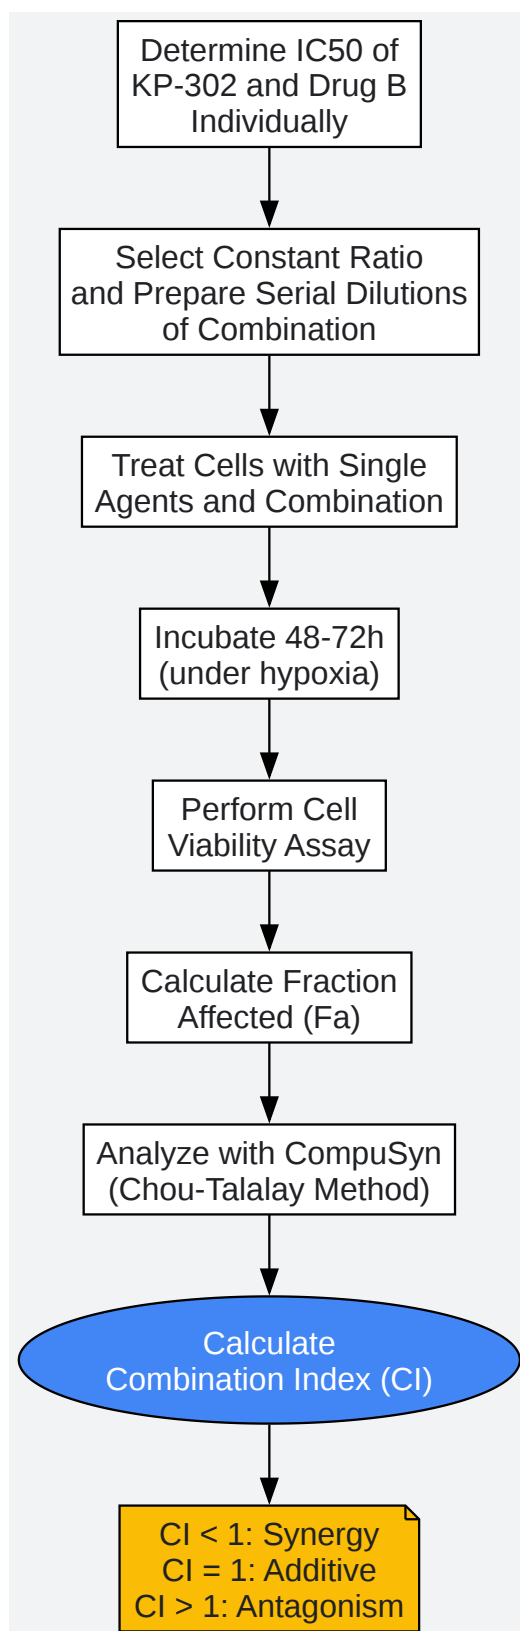 Determine IC50 of
KP-302 and Drug B
Individually
Select Constant Ratio
and Prepare Serial Dilutions
of Combination
Treat Cells with Single
Agents and Combination
Incubate 48-72h
(under hypoxia)
Perform Cell
Viability Assay
Calculate Fraction
Affected (Fa)
Analyze with CompuSyn
(Chou-Talalay Method)
Calculate
Combination Index (CI)
CI < 1: Synergy
CI = 1: Additive
CI > 1: Antagonism